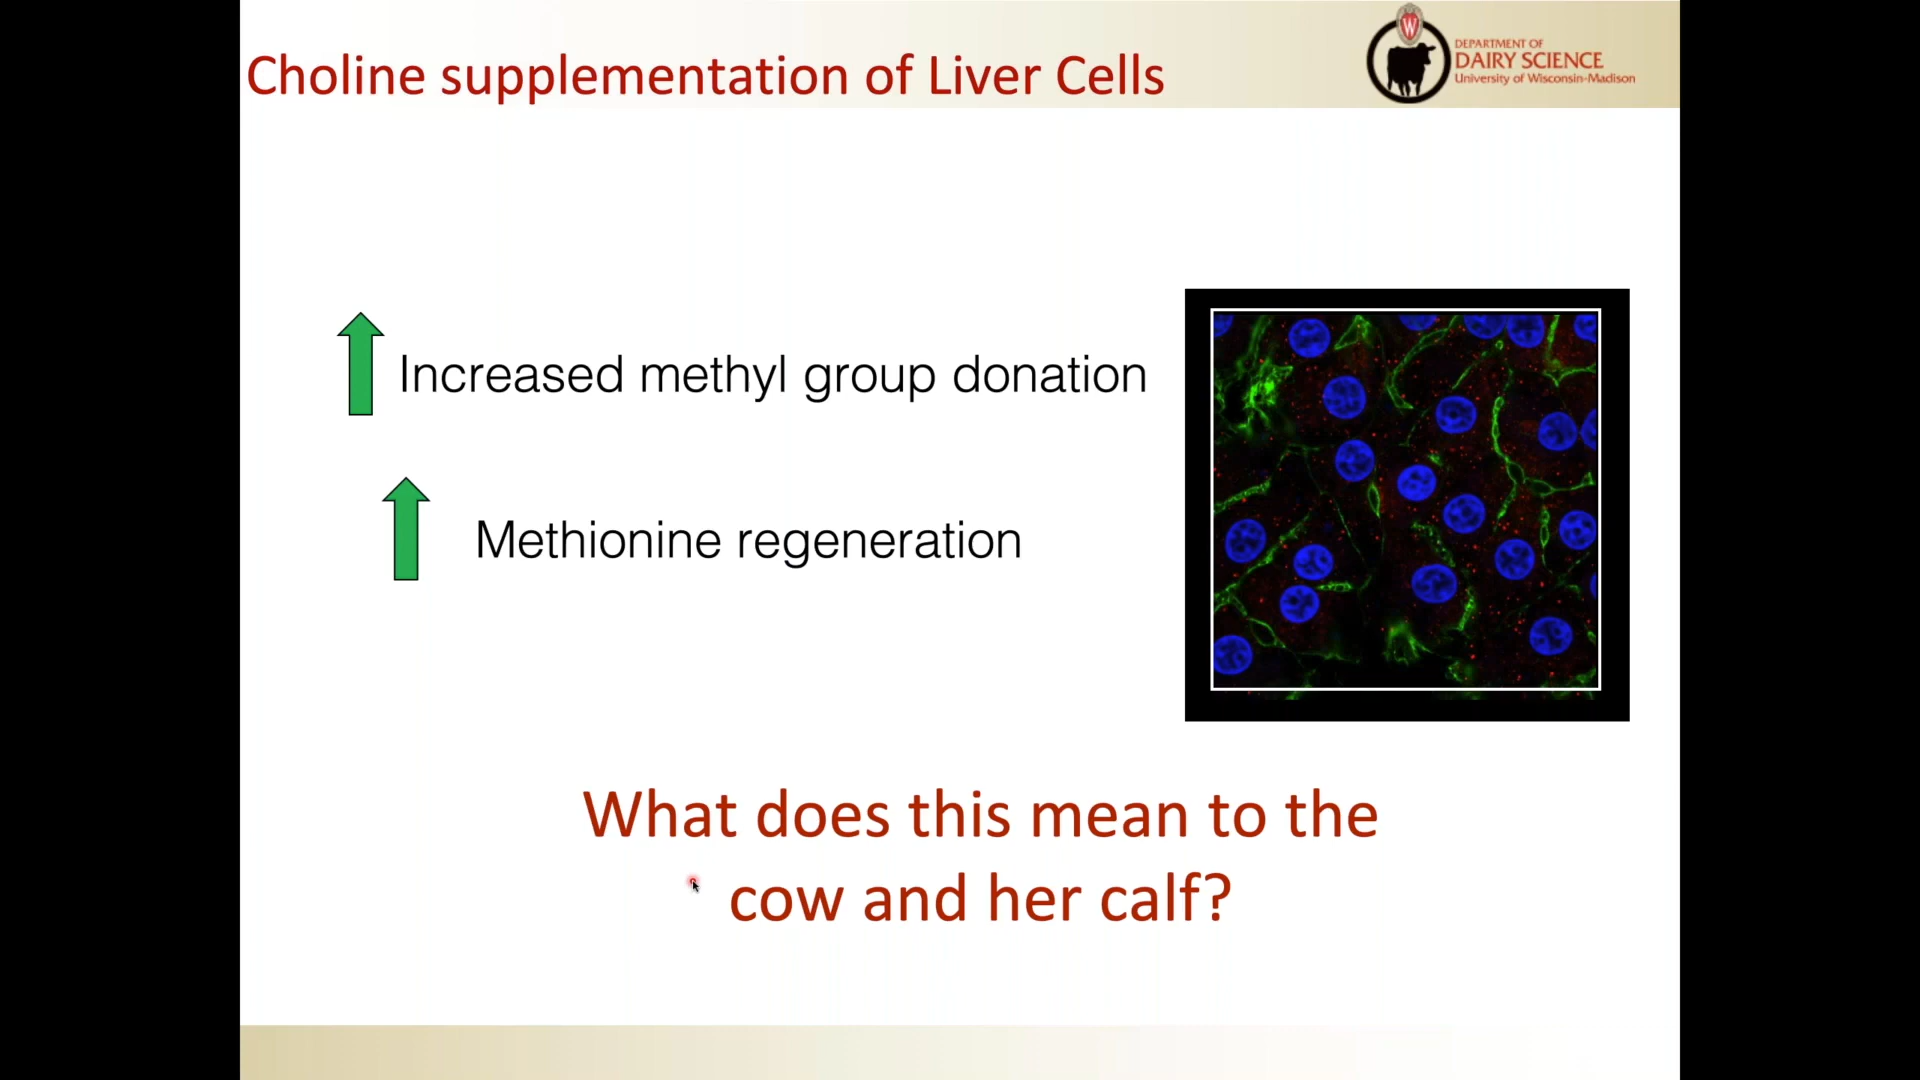 Choline supplementation of Liver Cells
W
DEPARTMENT OF
DAIRY SCIENCE
University of Wisconsin-Madison
Increased methyl group donation
Methionine regeneration
What does this mean to the
cow and her calf?